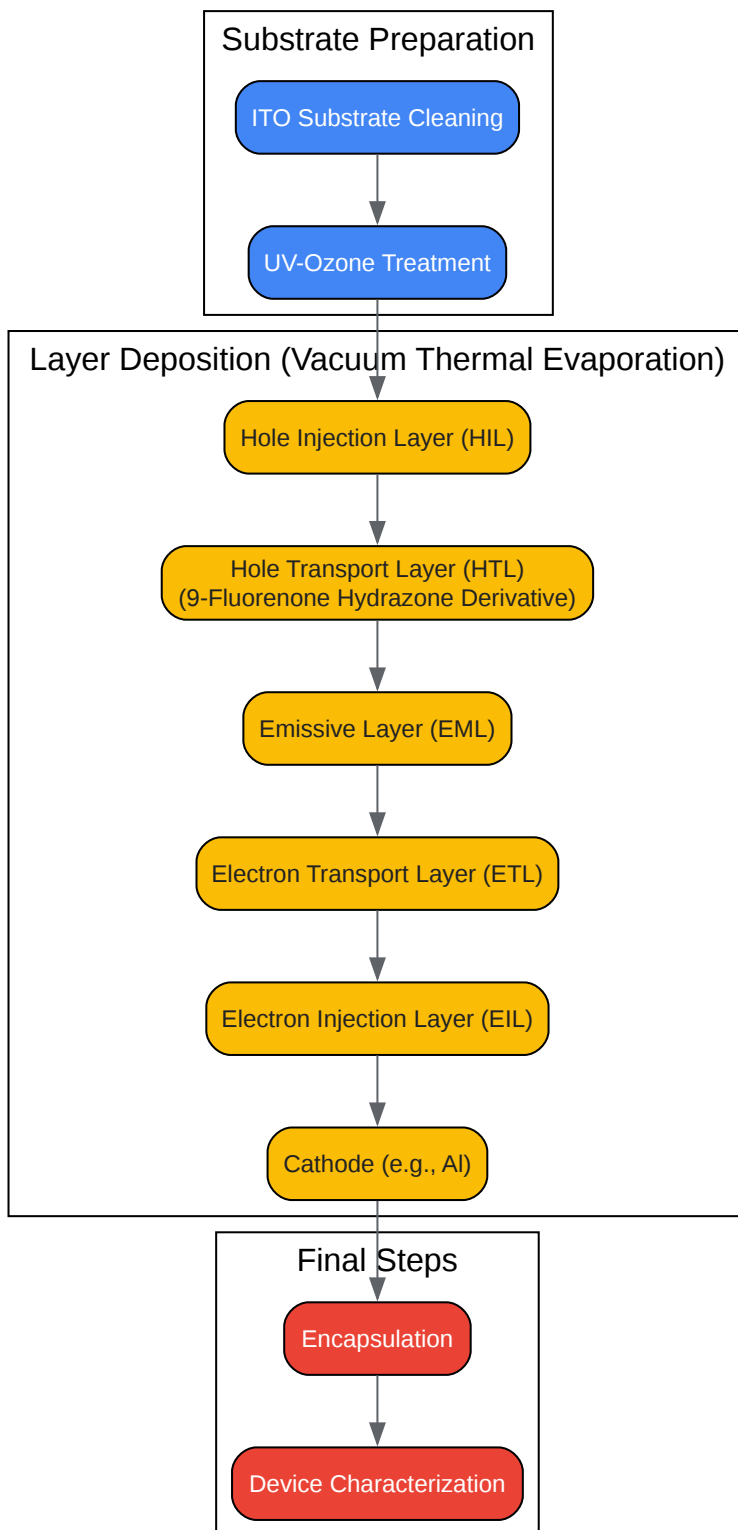 Substrate Preparation
ITO Substrate Cleaning
UV-Ozone Treatment
Layer Deposition (Vacuum Thermal Evaporation)
Hole Injection Layer (HIL)
Hole Transport Layer (HTL)
(9-Fluorenone Hydrazone Derivative)
Emissive Layer (EML)
Electron Transport Layer (ETL)
Electron Injection Layer (EIL)
Cathode (e.g., Al)
Final Steps
Encapsulation
Device Characterization